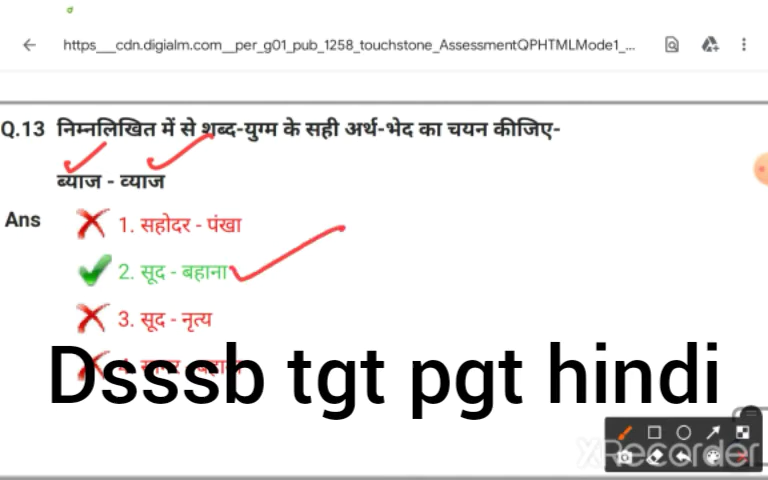 https___cdn.digialm.com__per_g01_pub_1258_touchstone_AssessmentQPHTMLMode1_...
Q.13 निम्नलिखित में से शब्द-युग्म के सही अर्थ-भेद का चयन कीजिए-
ब्याज - व्याज
Ans
1. सहोदर - पंखा
2. सूद - बहाना
3. सूद - नृत्य
4.
Dsssb tgt pgt hindi
XRecorder